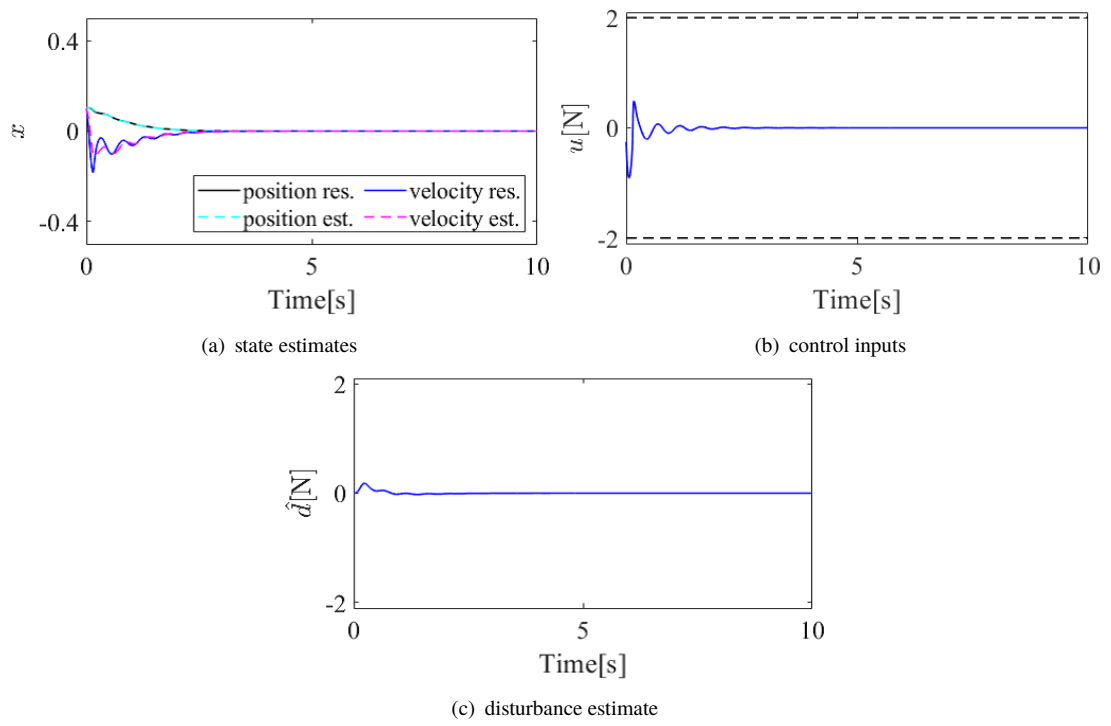 0.4
0
-0.4
x
0
5
10
Time[s]
position res.
velocity res.
position est.
velocity est.
(a) state estimates
2
0
-2
u[N]
0
5
10
Time[s]
(b) control inputs
2
0
-2
d̂[N]
0
5
10
Time[s]
(c) disturbance estimate